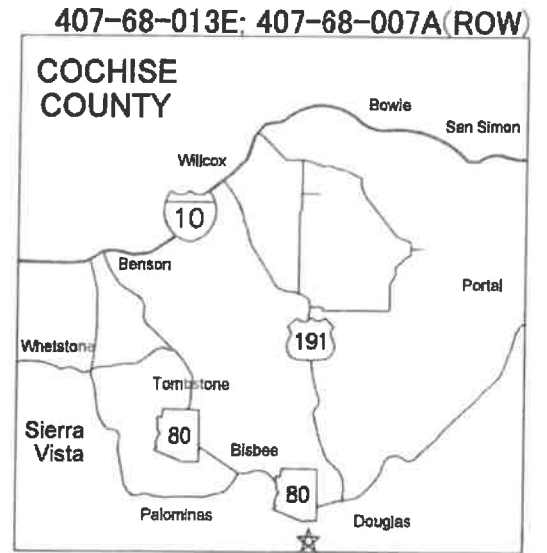 407-68-013E; 407-68-007A(ROW)
COCHISE
COUNTY
Bowie
San Simon
Willcox
10
Benson
Portal
191
Whetstone
Tombstone
80
Sierra
Vista
Bisbee
80
Palominas
Douglas